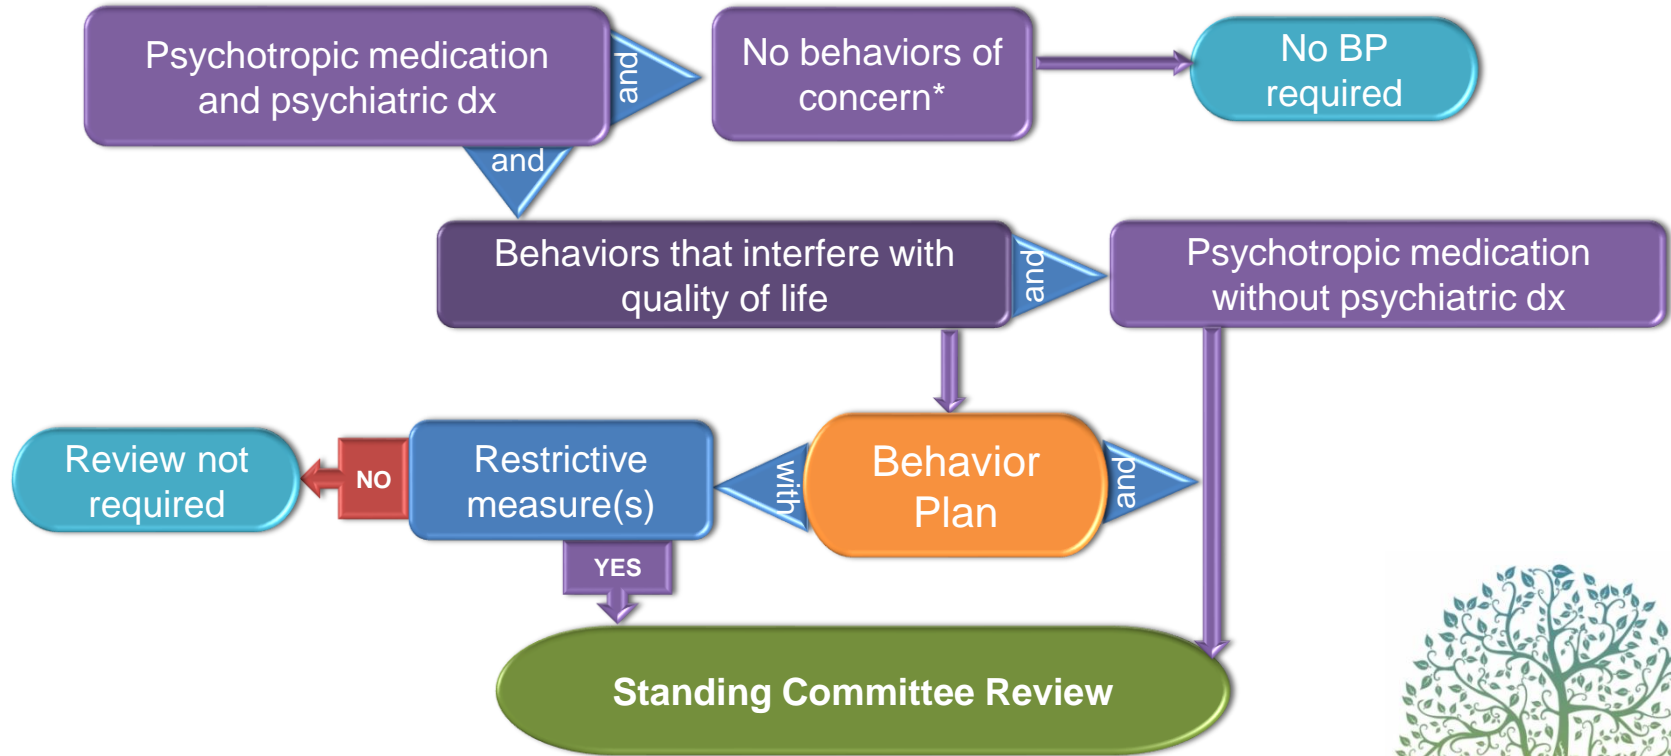 Psychotropic medication
and psychiatric dx
and
No behaviors of
concern*
No BP
required
and
Behaviors that interfere with
quality of life
and
Psychotropic medication
without psychiatric dx
Review not
required
NO
Restrictive
measure(s)
with
Behavior
Plan
and
YES
Standing Committee Review